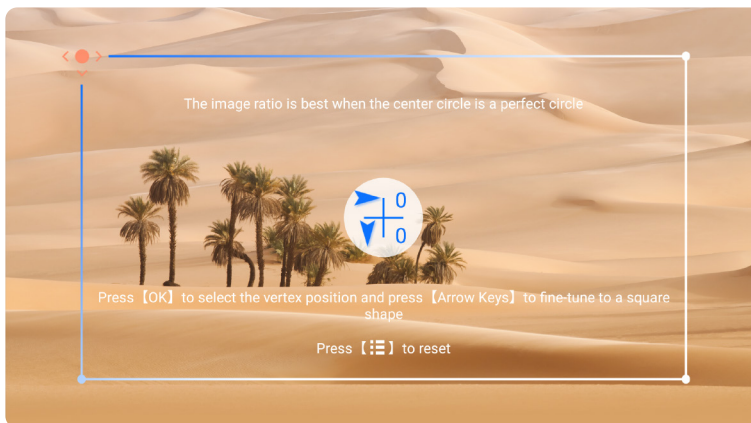 The image ratio is best when the center circle is a perfect circle
0
0
Press【OK】to select the vertex position and press【Arrow Keys】to fine-tune to a square
shape
Press【】to reset